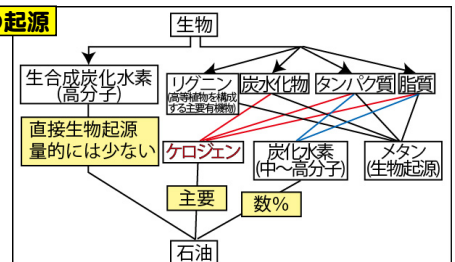 の起源
生物
生合成炭化水素
(高分子)
リグニン
(高等植物を構成
する主要有機物)
炭水化物
タンパク質
脂質
直接生物起源
量的には少ない
ケロジェン
炭化水素
(中~高分子)
メタン
(生物起源)
主要
数%
石油